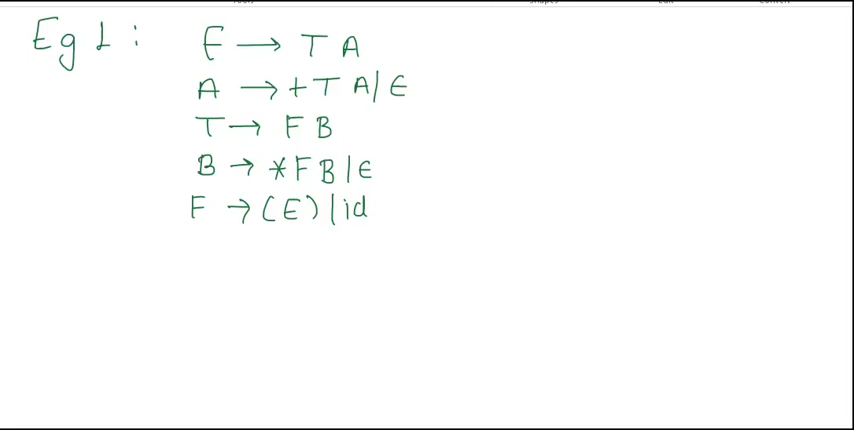 Eg 1 : E → T A
A → + T A | ε
T → F B
B → * F B | ε
F → ( E ) | id